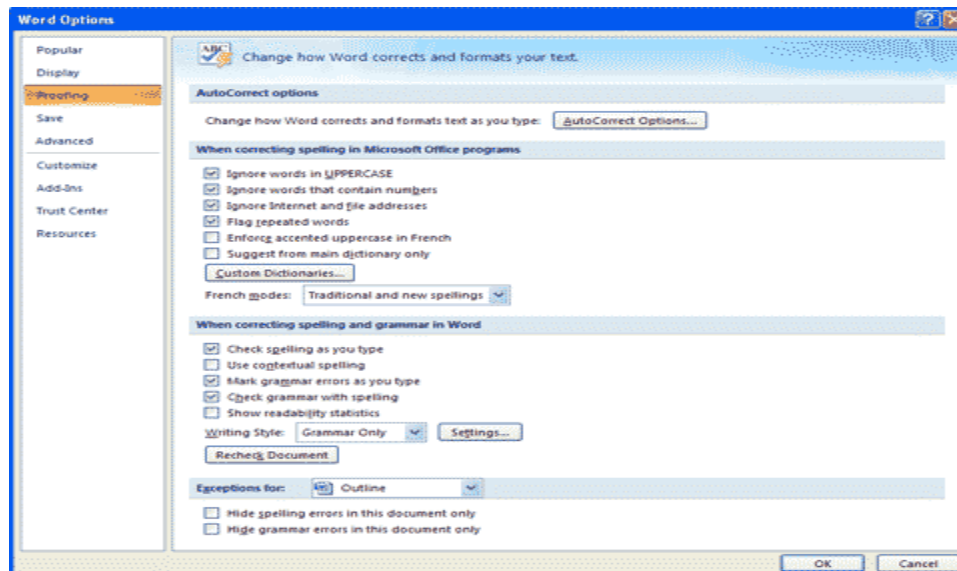 Word Options
Popular
Display
Proofing
Save
Advanced
Customize
Add-Ins
Trust Center
Resources
ABC
Change how Word corrects and formats your text.
AutoCorrect options
Change how Word corrects and formats text as you type: AutoCorrect Options...
When correcting spelling in Microsoft Office programs
Ignore words in UPPERCASE
Ignore words that contain numbers
Ignore Internet and file addresses
Flag repeated words
Enforce accented uppercase in French
Suggest from main dictionary only
Custom Dictionaries...
French modes: Traditional and new spellings
When correcting spelling and grammar in Word
Check spelling as you type
Use contextual spelling
Mark grammar errors as you type
Check grammar with spelling
Show readability statistics
Writing Style: Grammar Only Settings...
Recheck Document
Exceptions for: Outline
Hide spelling errors in this document only
Hide grammar errors in this document only
OK Cancel